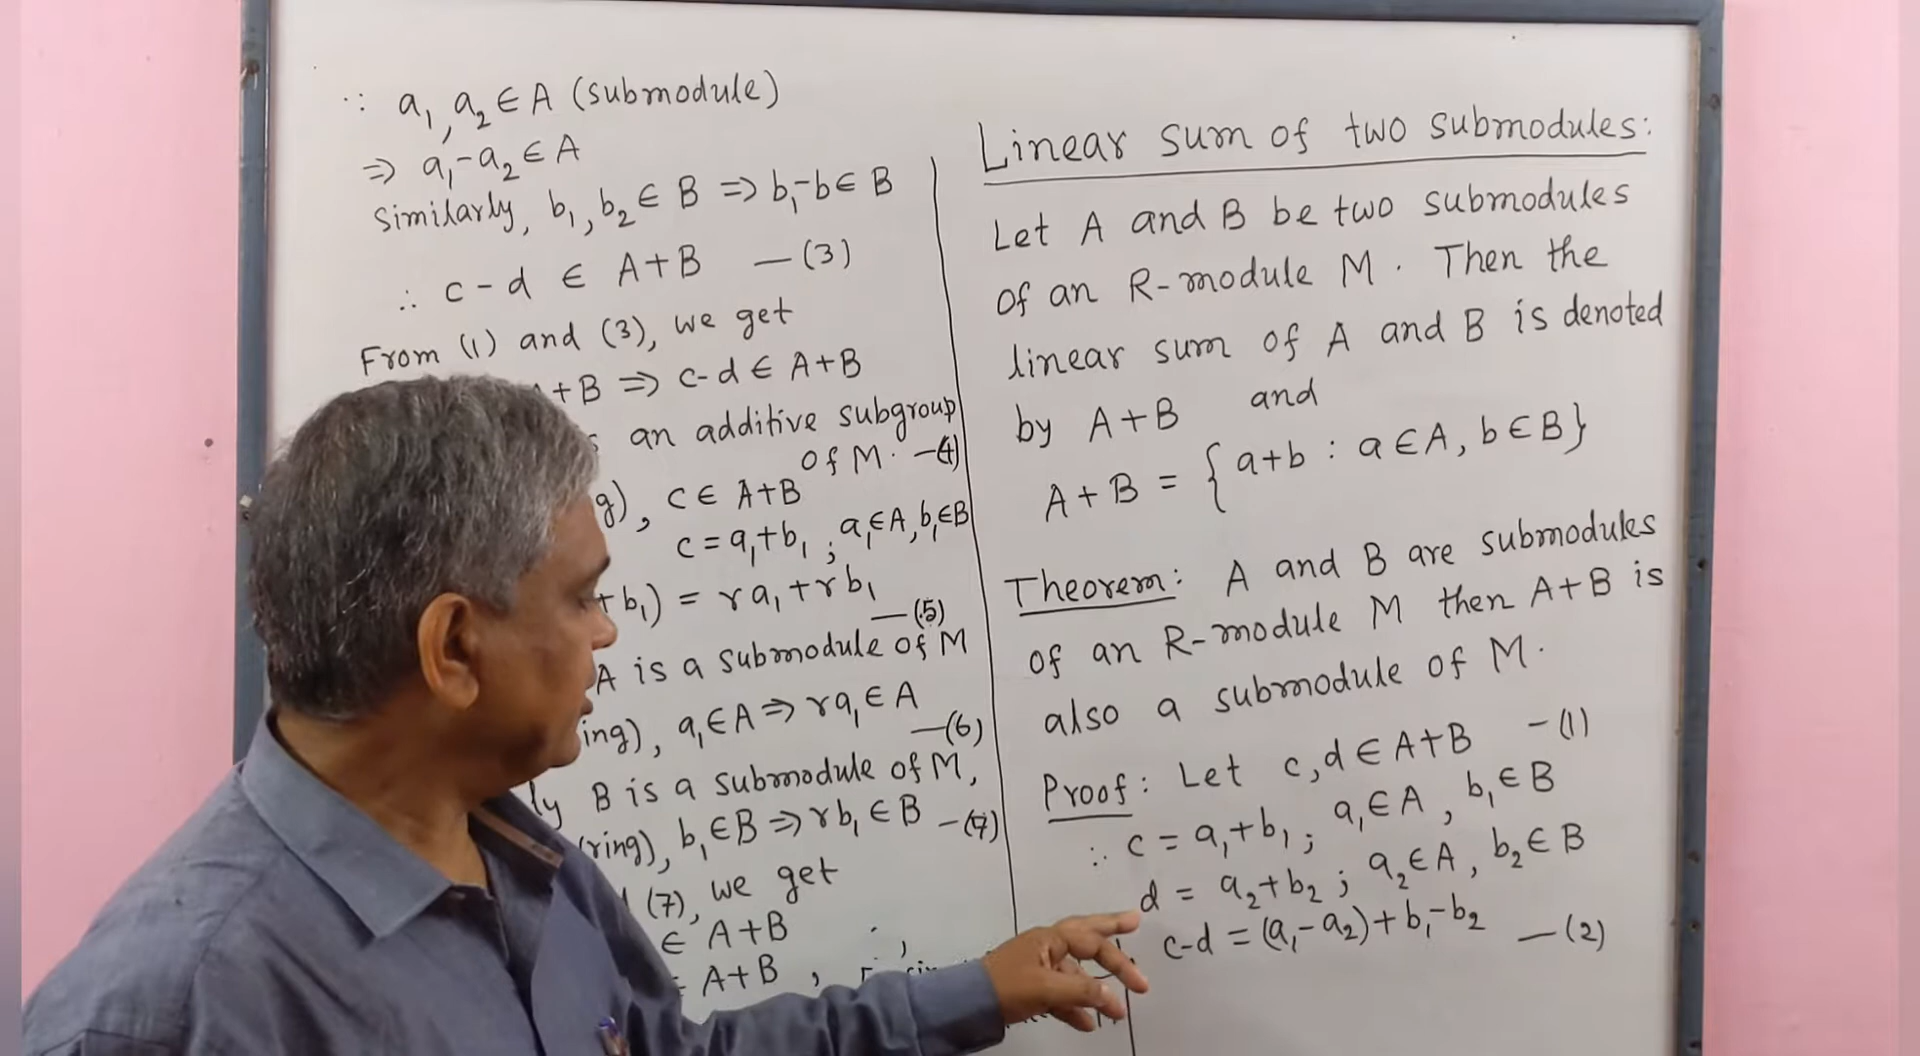 Linear sum of two submodules:
Let A and B be two submodules
of an R-module M. Then the
linear sum of A and B is denoted
by A+B and
A+B = {a+b : a∈A, b∈B}
Theorem: A and B are submodules
of an R-module M then A+B is
also a submodule of M.
Proof: Let c,d ∈ A+B —(1)
∴ c = a₁+b₁; a₁∈A, b₁∈B
d = a₂+b₂; a₂∈A, b₂∈B
c-d = (a₁-a₂)+b₁-b₂ —(2)
∵ a₁,a₂ ∈ A (submodule)
⇒ a₁-a₂ ∈ A
Similarly, b₁,b₂ ∈ B ⇒ b₁-b ∈ B
∴ c-d ∈ A+B —(3)
From (1) and (3), we get
+B ⇒ c-d ∈ A+B
an additive subgroup
of M. —(4)
g), c ∈ A+B
c = a₁+b₁; a₁∈A, b₁∈B
+b₁) = ra₁+rb₁
—(5)
A is a submodule of M
ing), a₁∈A ⇒ ra₁∈A
—(6)
ly B is a submodule of M,
(ring), b₁∈B ⇒ rb₁∈B —(7)
(7), we get
∈ A+B
A+B ,